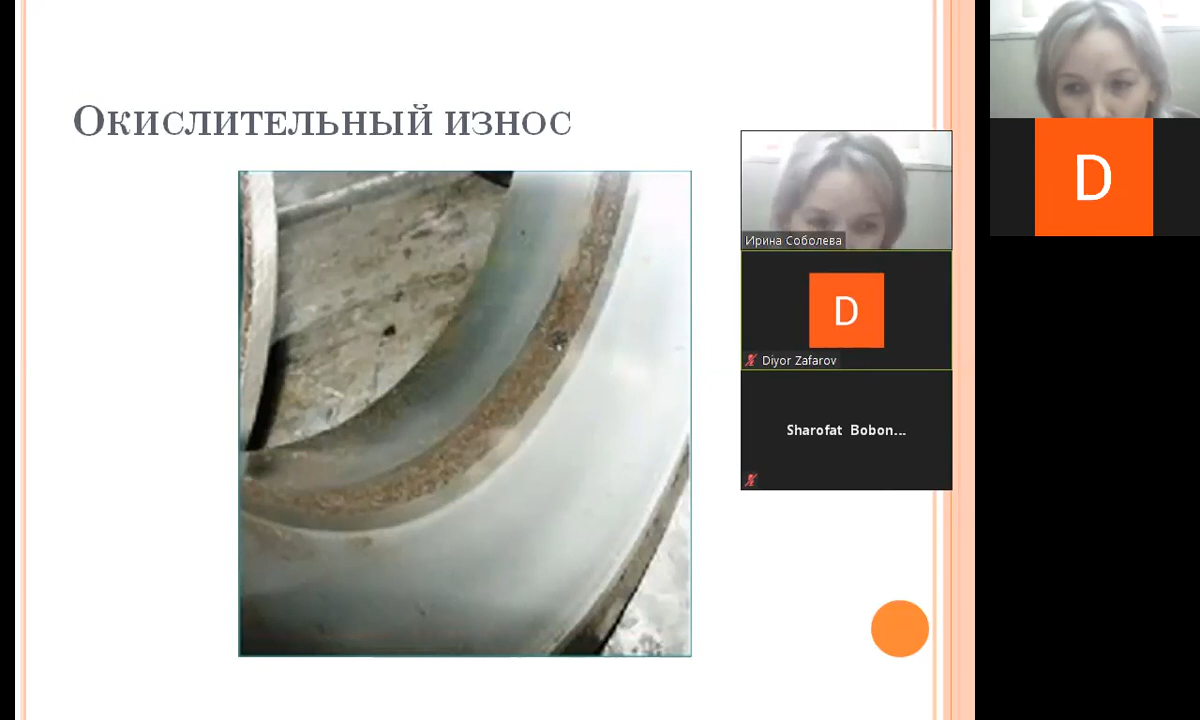 Окислительный износ
Ирина Соболева
D
Diyor Zafarov
Sharofat Bobon...
D